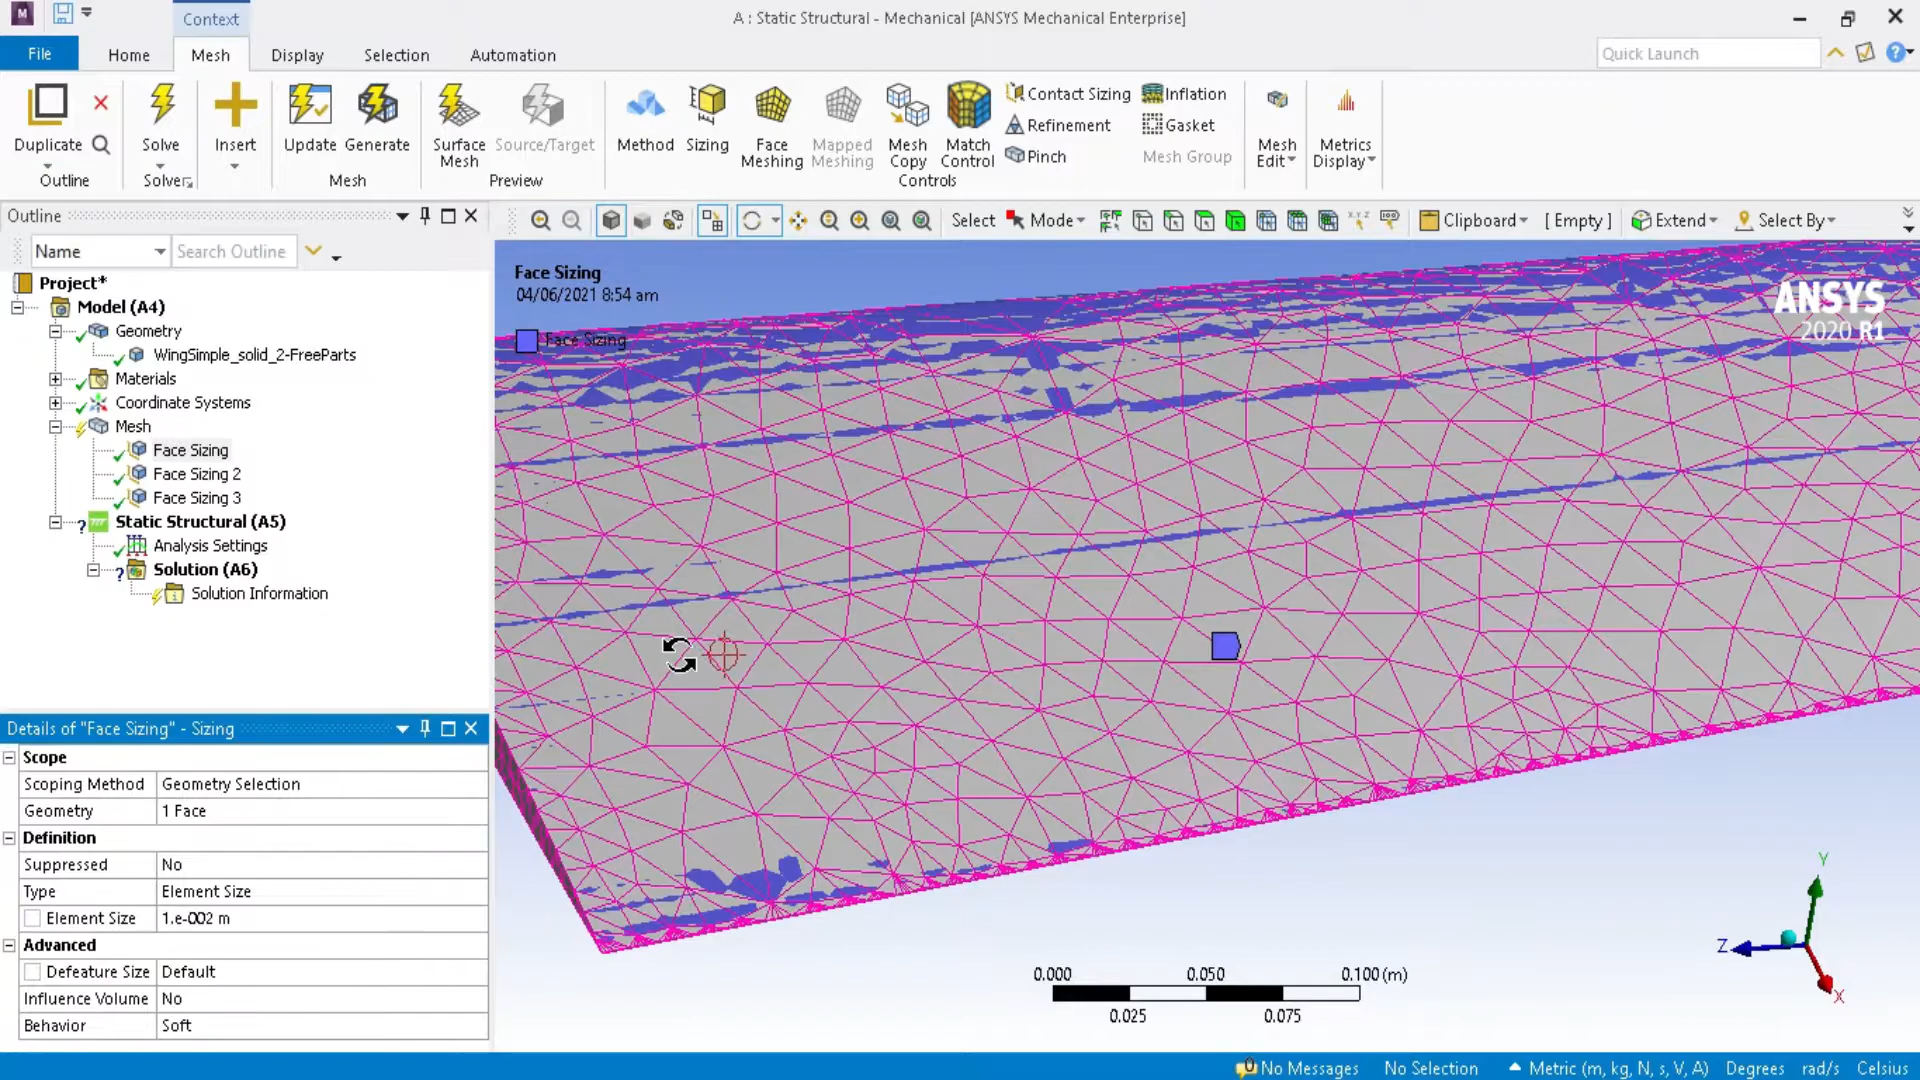 M
Context
A : Static Structural - Mechanical [ANSYS Mechanical Enterprise]
File
Home
Mesh
Display
Selection
Automation
Quick Launch
Duplicate
Outline
Solve
Solver
Insert
Update
Generate
Mesh
Surface
Mesh
Source/Target
Preview
Method
Sizing
Face
Meshing
Mapped
Meshing
Mesh
Copy
Match
Control
Contact Sizing
Refinement
Pinch
Inflation
Gasket
Mesh Group
Controls
Mesh
Edit
Metrics
Display
Outline
Select
Mode
Clipboard
[ Empty ]
Extend
Select By
Name
Search Outline
Project*
Model (A4)
Geometry
WingSimple_solid_2-FreeParts
Materials
Coordinate Systems
Mesh
Face Sizing
Face Sizing 2
Face Sizing 3
Static Structural (A5)
Analysis Settings
Solution (A6)
Solution Information
Face Sizing
04/06/2021 8:54 am
Face Sizing
ANSYS
2020 R1
Details of "Face Sizing" - Sizing
Scope
Scoping Method Geometry Selection
Geometry 1 Face
Definition
Suppressed No
Type Element Size
Element Size 1.e-002 m
Advanced
Defeature Size Default
Influence Volume No
Behavior Soft
0.000 0.050 0.100 (m)
0.025 0.075
Y
Z
X
No Messages No Selection Metric (m, kg, N, s, V, A) Degrees rad/s Celsius